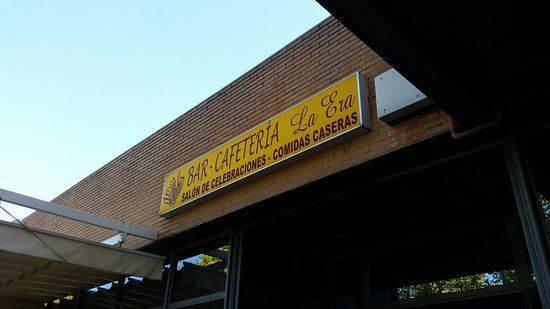 BAR - CAFETERÍA La Era
SALÓN DE CELEBRACIONES - COMIDAS CASERAS